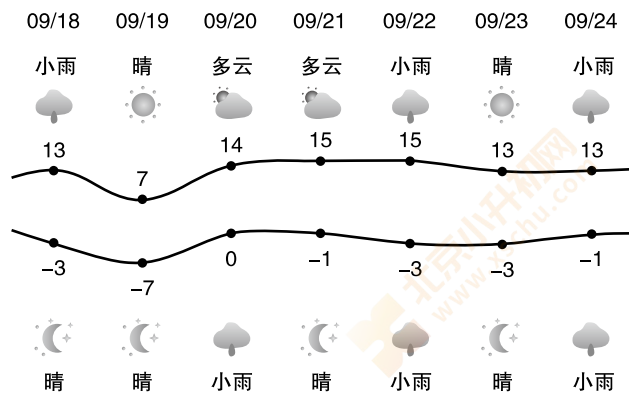 09/18 09/19 09/20 09/21 09/22 09/23 09/24
小雨 晴 多云 多云 小雨 晴 小雨
13 7 14 15 15 13 13
-3 -7 0 -1 -3 -3 -1
晴 晴 小雨 晴 小雨 晴 小雨
北京小升初网
www.xschu.com